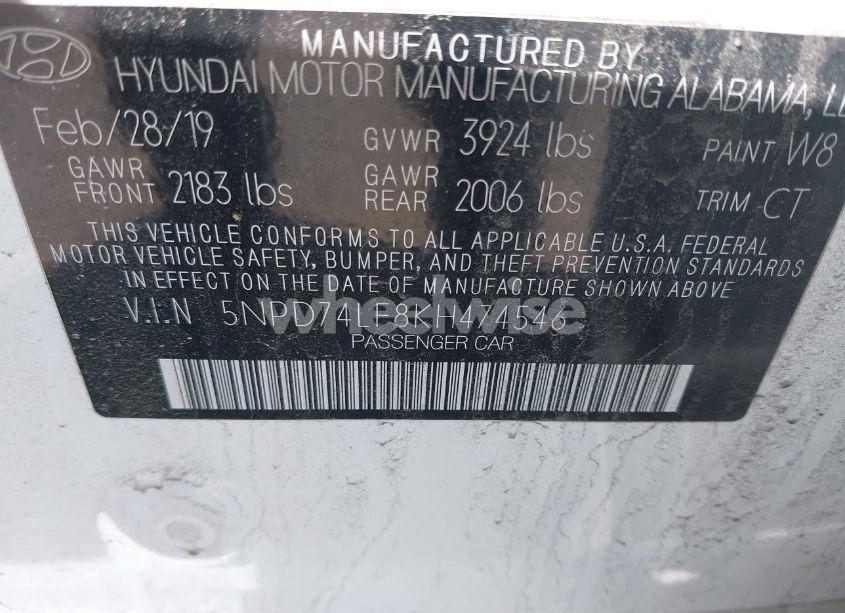 MANUFACTURED BY
HYUNDAI MOTOR MANUFACTURING ALABAMA,
Feb/28/19 GVWR 3924 lbs PAINT W8
GAWR FRONT 2183 lbs GAWR REAR 2006 lbs TRIM CT
THIS VEHICLE CONFORMS TO ALL APPLICABLE U.S.A. FEDERAL
MOTOR VEHICLE SAFETY, BUMPER, AND THEFT PREVENTION STANDARDS
IN EFFECT ON THE DATE OF MANUFACTURE SHOWN ABOVE
V.I.N
wheelwise
PASSENGER CAR